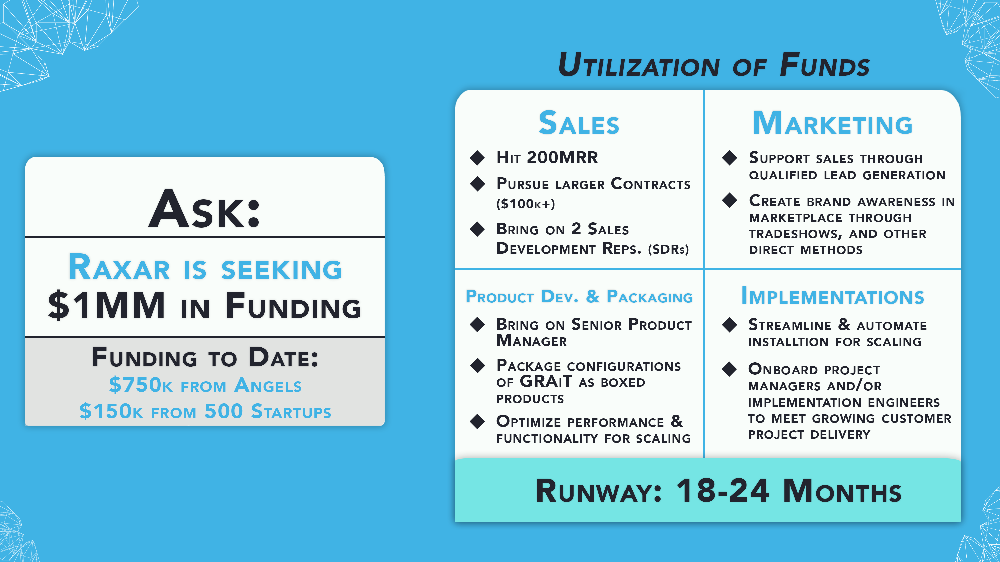 Ask:
Raxar is seeking
$1MM in Funding
Funding to Date:
$750k from Angels
$150k from 500 Startups
Utilization of Funds
Sales
Hit 200MRR
Pursue larger Contracts
($100k+)
Bring on 2 Sales
Development Reps. (SDRs)
Marketing
Support sales through
qualified lead generation
Create brand awareness in
marketplace through
tradeshows, and other
direct methods
Product Dev. & Packaging
Bring on Senior Product
Manager
Package configurations
of GRAiT as boxed
products
Optimize performance &
functionality for scaling
Implementations
Streamline & automate
installtion for scaling
Onboard project
managers and/or
implementation engineers
to meet growing customer
project delivery
Runway: 18-24 Months